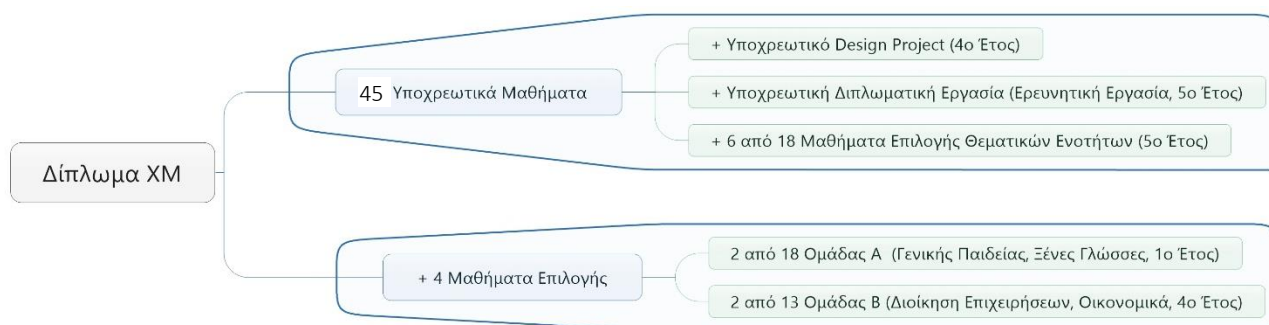 Δίπλωμα ΧΜ
45 Υποχρεωτικά Μαθήματα
+ Υποχρεωτικό Design Project (4ο Έτος)
+ Υποχρεωτική Διπλωματική Εργασία (Ερευνητική Εργασία, 5ο Έτος)
+ 6 από 18 Μαθήματα Επιλογής Θεματικών Ενοτήτων (5ο Έτος)
+ 4 Μαθήματα Επιλογής
2 από 18 Ομάδας Α (Γενικής Παιδείας, Ξένες Γλώσσες, 1ο Έτος)
2 από 13 Ομάδας Β (Διοίκηση Επιχειρήσεων, Οικονομικά, 4ο Έτος)